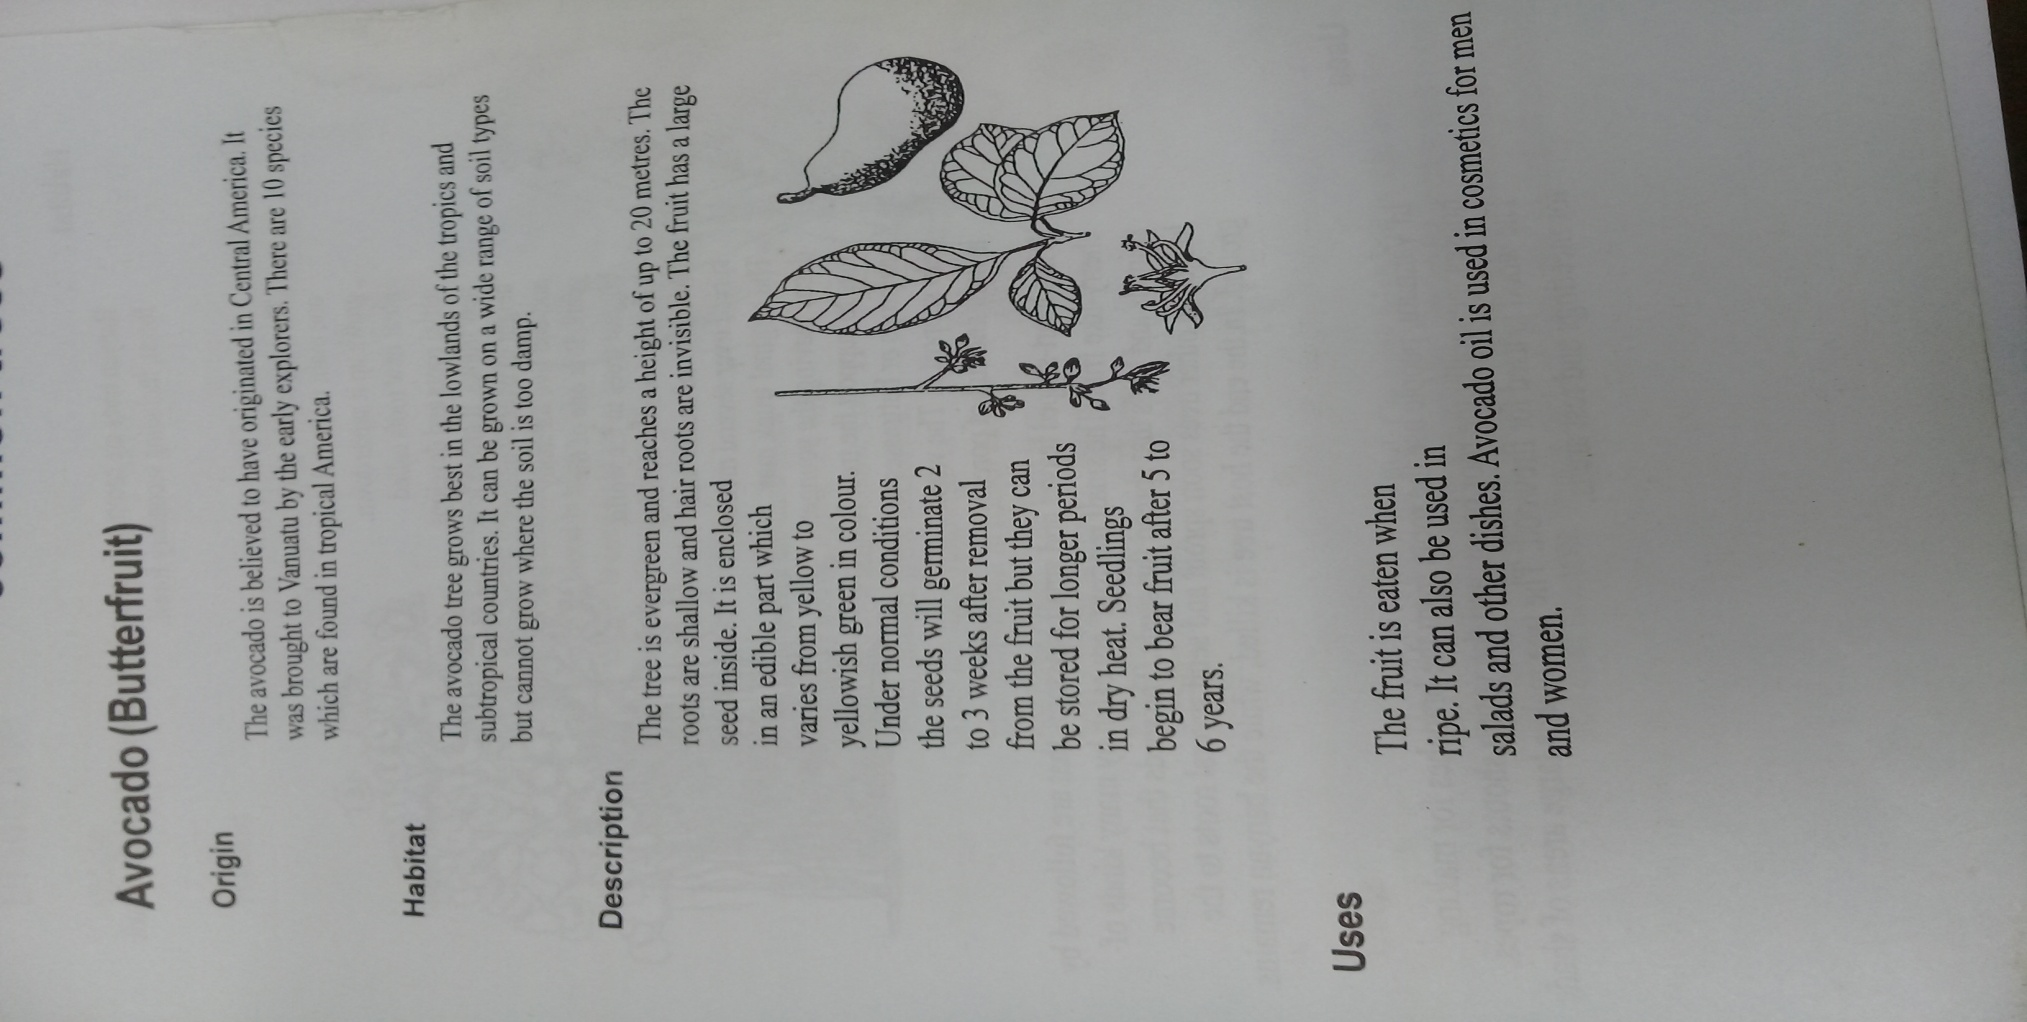 Avocado (Butterfruit)
Origin
The avocado is believed to have originated in Central America. It
was brought to Vanuatu by the early explorers. There are 10 species
which are found in tropical America.
Habitat
The avocado tree grows best in the lowlands of the tropics and
subtropical countries. It can be grown on a wide range of soil types
but cannot grow where the soil is too damp.
Description
The tree is evergreen and reaches a height of up to 20 metres. The
roots are shallow and hair roots are invisible. The fruit has a large
seed inside. It is enclosed
in an edible part which
varies from yellow to
yellowish green in colour.
Under normal conditions
the seeds will germinate 2
to 3 weeks after removal
from the fruit but they can
be stored for longer periods
in dry heat. Seedlings
begin to bear fruit after 5 to
6 years.
Uses
The fruit is eaten when
ripe. It can also be used in
salads and other dishes. Avocado oil is used in cosmetics for men
and women.